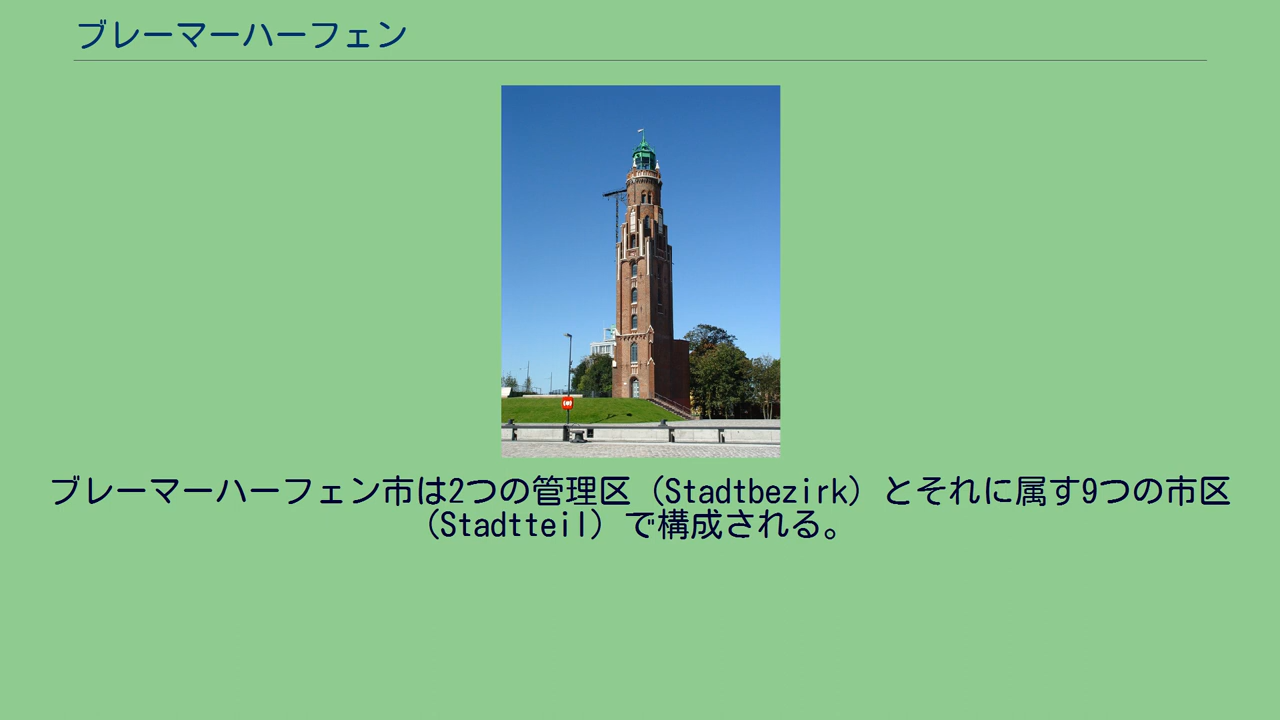 ブレーマーハーフェン
ブレーマーハーフェン市は2つの管理区（Stadtbezirk）とそれに属す9つの市区
（Stadtteil）で構成される。